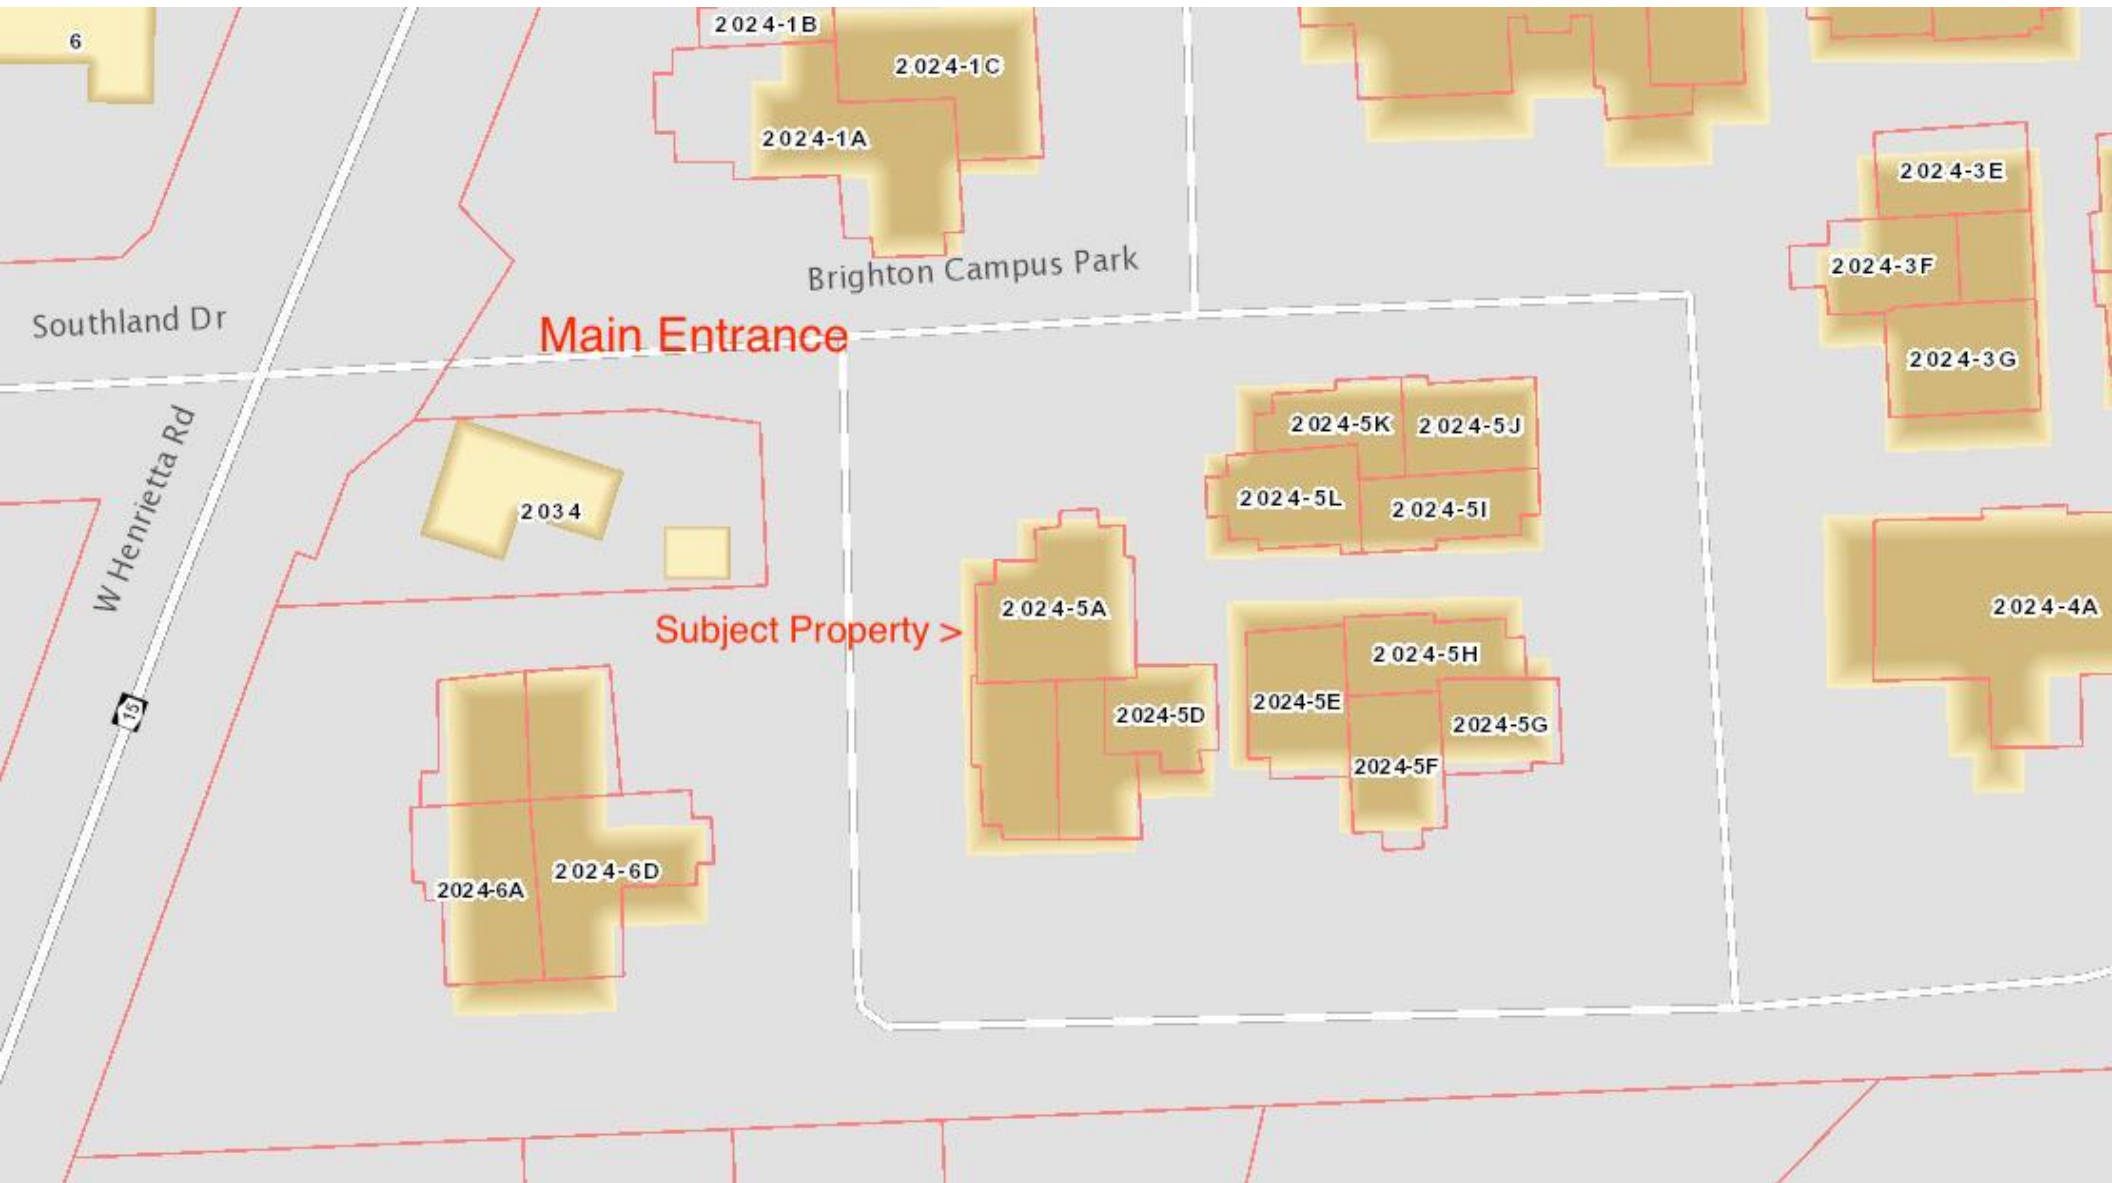 6
2024-1B
2024-1C
2024-1A
2024-3E
Brighton Campus Park
2024-3F
Southland Dr
Main Entrance
2024-3G
2024-5K
2024-5J
W Henrietta Rd
2034
2024-5L
2024-5I
2024-5A
2024-4A
Subject Property >
2024-5H
2024-5E
15
2024-5D
2024-5G
2024-5F
2024-6D
2024-6A